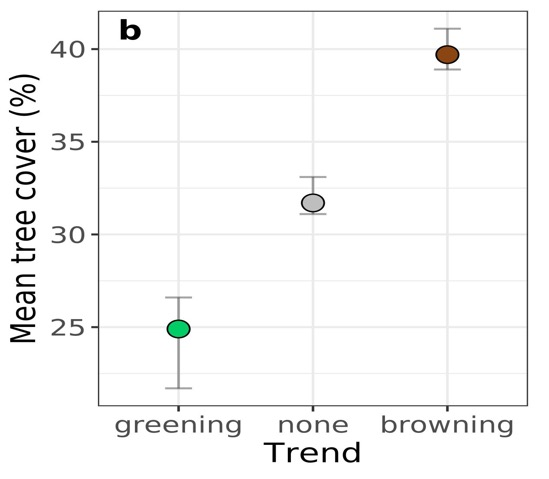 b
Mean tree cover (%)
40
35
30
25
greening none browning
Trend